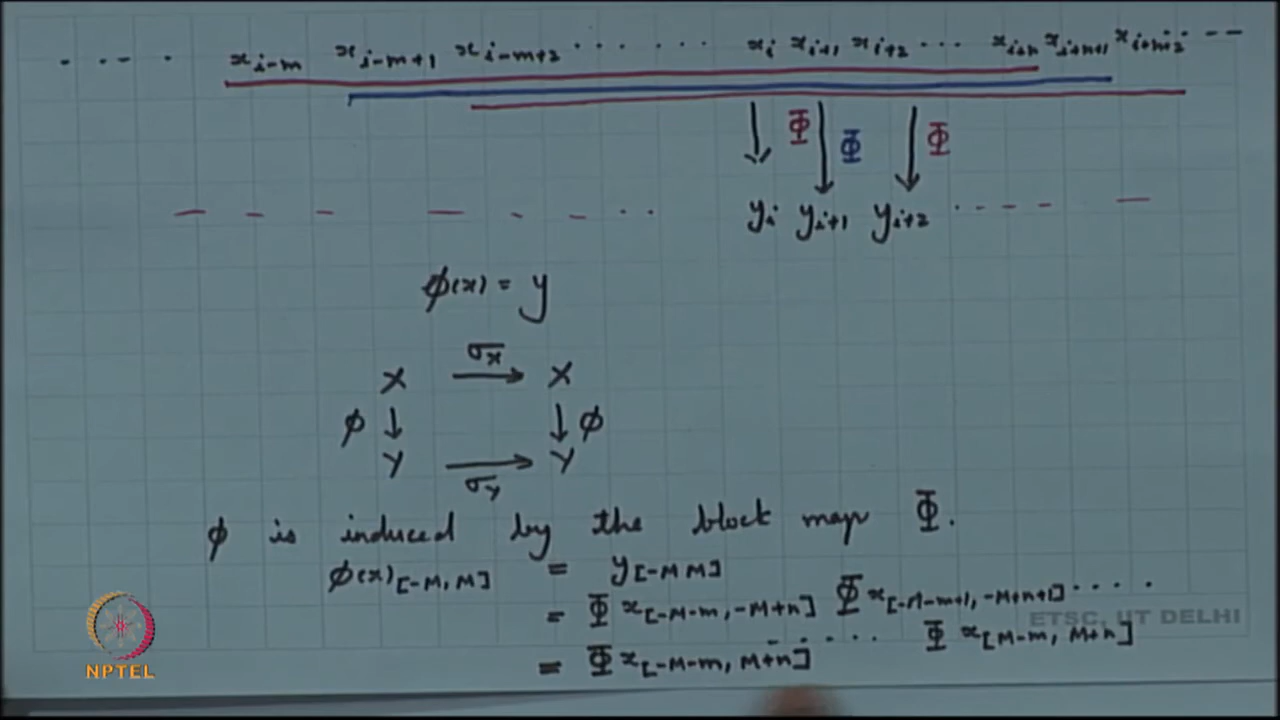 . . . . x_{i-m} x_{i-m+1} x_{i-m+2} . . . . . . x_i x_{i+1} x_{i+2} . . . x_{i+n} x_{i+n+1} x_{i+n+2} . . —
Φ Φ Φ
— — — — - - . . y_i y_{i+1} y_{i+2} . . - - - —
ϕ(x) = y
X \xrightarrow{σ_X} X
ϕ ↓ ↓ ϕ
Y \xrightarrow{σ_Y} Y
ϕ is induced by the block map Φ.
ϕ(x)_{[-M, M]} = y_{[-M M]}
= Φ x_{[-M-m, -M+n]} Φ x_{[-M-m+1, -M+n+1]} . . . . .
- . . . . Φ x_{[M-m, M+n]}
= Φ x_{[-M-m, M+n]}
ETSC, IIT DELHI
NPTEL